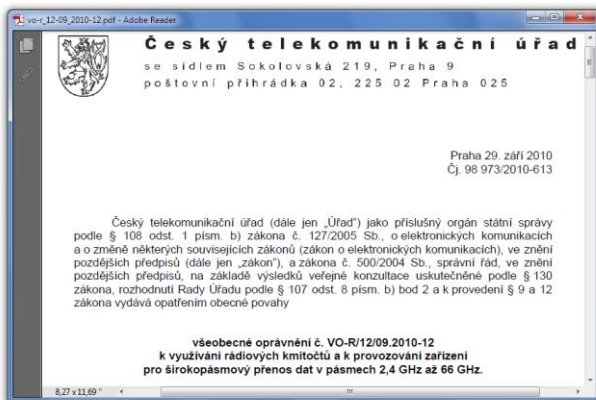 vo-r_12-09_2010-12.pdf - Adobe Reader
Český telekomunikační úřad
se sídlem Sokolovská 219, Praha 9
poštovní přihrádka 02, 225 02 Praha 025
Praha 29. září 2010
Čj. 98 973/2010-613
Český telekomunikační úřad (dále jen „Úřad") jako příslušný orgán státní správy
podle § 108 odst. 1 písm. b) zákona č. 127/2005 Sb., o elektronických komunikacích
a o změně některých souvisejících zákonů (zákon o elektronických komunikacích), ve znění
pozdějších předpisů (dále jen „zákon"), a zákona č. 500/2004 Sb., správní řád, ve znění
pozdějších předpisů, na základě výsledků veřejné konzultace uskutečněné podle § 130
zákona, rozhodnutí Rady Úřadu podle § 107 odst. 8 písm. b) bod 2 a k provedení § 9 a 12
zákona vydává opatřením obecné povahy
všeobecné oprávnění č. VO-R/12/09.2010-12
k využívání rádiových kmitočtů a k provozování zařízení
pro širokopásmový přenos dat v pásmech 2,4 GHz až 66 GHz.
8,27 x 11,69 "